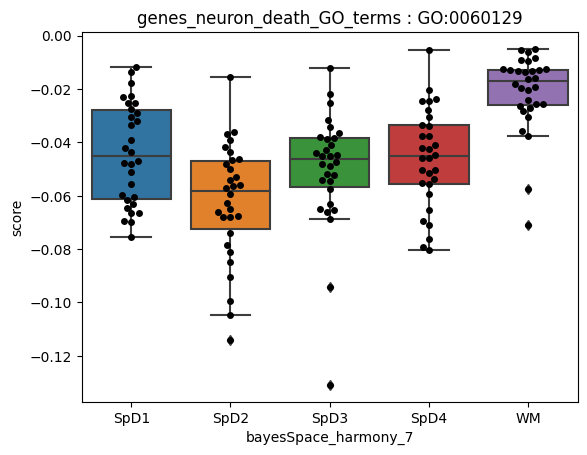 genes_neuron_death_GO_terms : GO:0060129
score
0.00
−0.02
−0.04
−0.06
−0.08
−0.10
−0.12
SpD1 SpD2 SpD3 SpD4 WM
bayesSpace_harmony_7